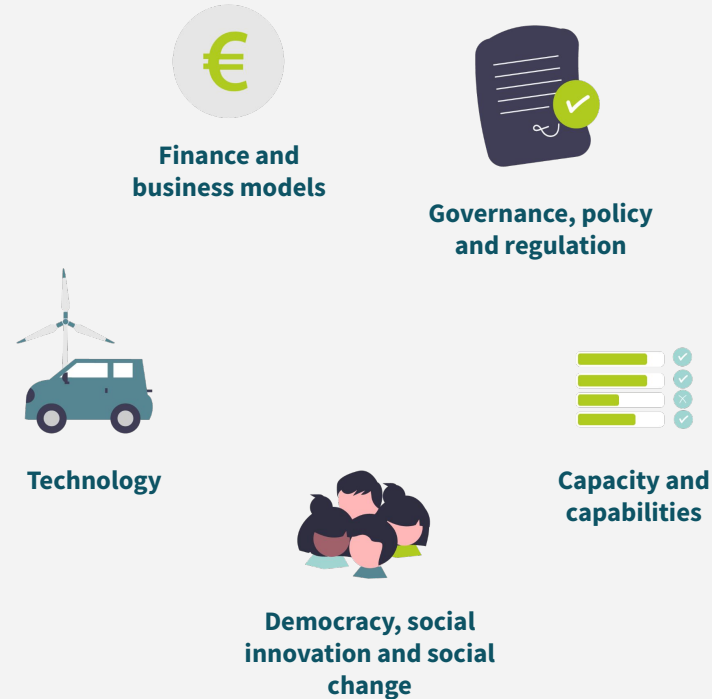 €
Finance and
business models
Governance, policy
and regulation
Technology
Capacity and
capabilities
Democracy, social
innovation and social
change